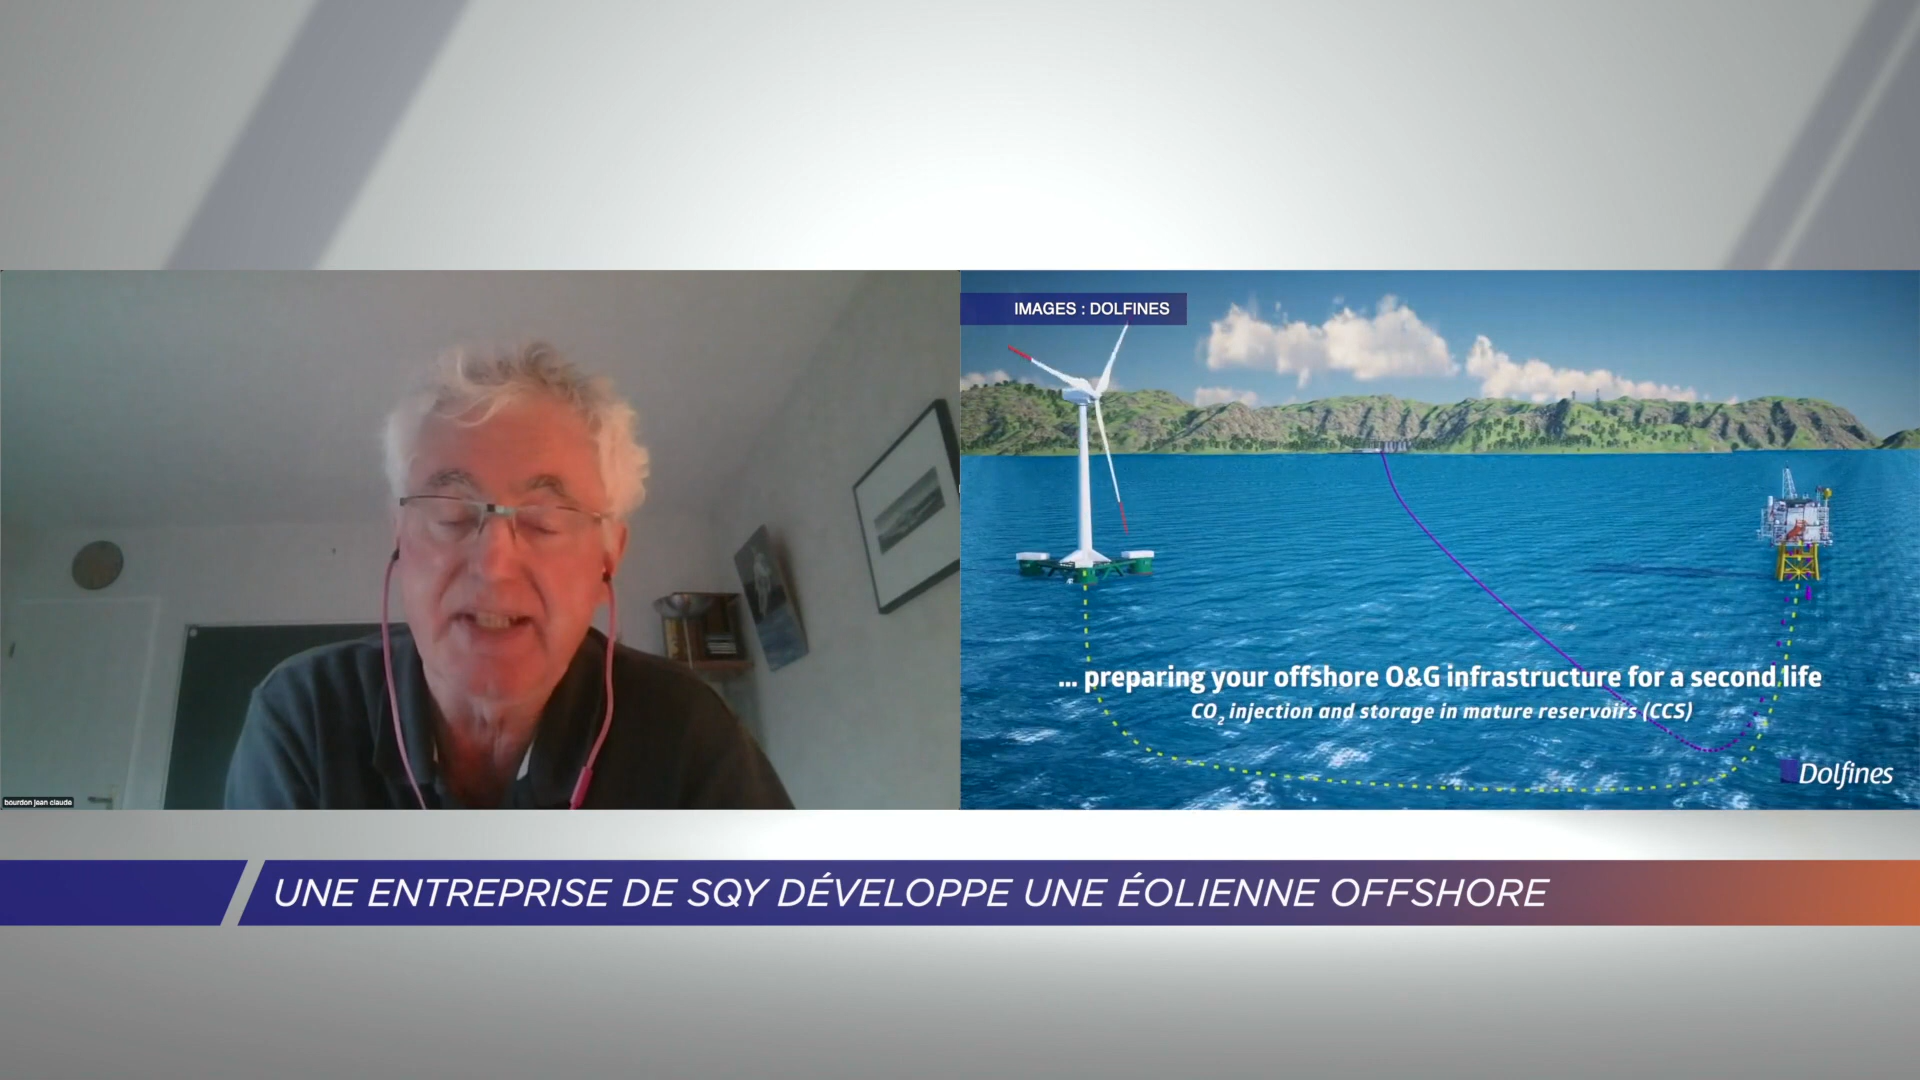 IMAGES : DOLFINES
... preparing your offshore O&G infrastructure for a second life
CO₂ injection and storage in mature reservoirs (CCS)
Dolfines
bourdon jean claude
UNE ENTREPRISE DE SQY DÉVELOPPE UNE ÉOLIENNE OFFSHORE